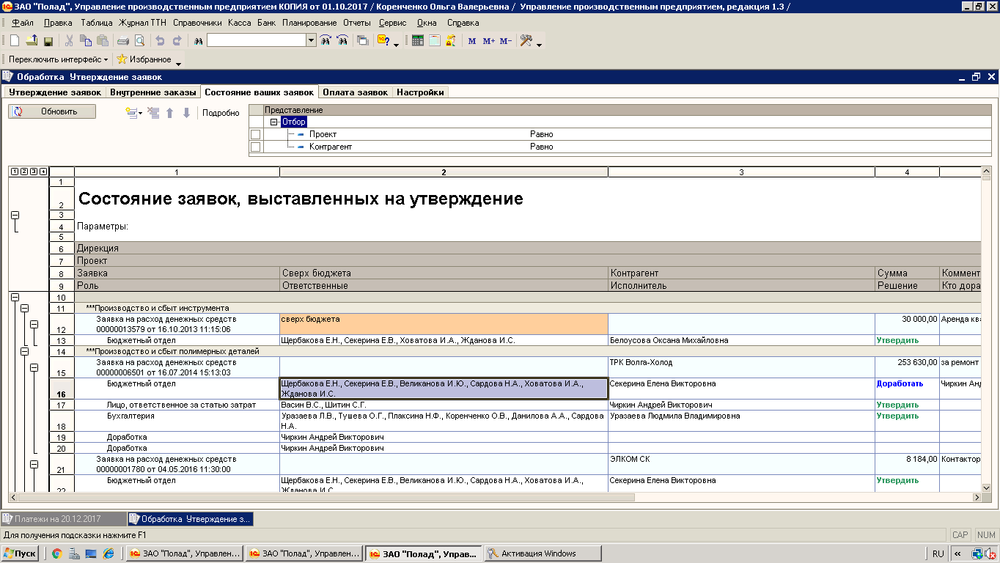 ЗАО "Полад", Управление производственным предприятием КОПИЯ от 01.10.2017 / Коренченко Ольга Валерьевна / Управление производственным предприятием, редакция 1.3 /
Файл Правка Таблица Журнал ТТН Справочники Касса Банк Планирование Отчеты Сервис Окна Справка
M M+ M-
Переключить интерфейс Избранное
Обработка Утверждение заявок
Утверждение заявок Внутренние заказы Состояние ваших заявок Оплата заявок Настройки
Обновить Подробно
Представление
Отбор
Проект Равно
Контрагент Равно
1 2 3 + 1 2 3 4
1
2 Состояние заявок, выставленных на утверждение
3
4 Параметры:
5
6 Дирекция
7 Проект
8 Заявка Сверх бюджета Контрагент Сумма Коммент
9 Роль Ответственные Исполнитель Решение Кто дора
10
11 ***Производство и сбыт инструмента
Заявка на расход денежных средств сверх бюджета 30 000,00 Аренда ква
12 00000013579 от 16.10.2013 11:15:06
13 Бюджетный отдел Щербакова Е.Н., Секерина Е.В., Ховатова И.А., Жданова И.С. Белоусова Оксана Михайловна Утвердить
14 ***Производство и сбыт полимерных деталей
Заявка на расход денежных средств ТРК Волга-Холод 253 630,00 за ремонт
15 00000006501 от 16.07.2014 15:13:03
Бюджетный отдел Щербакова Е.Н., Секерина Е.В., Великанова И.Ю., Сардова Н.А., Ховатова И.А., Секерина Елена Викторовна Доработать Чиркин Анд
16 Жданова И.С.
17 Лицо, ответственное за статью затрат Васин В.С., Шитин С.Г. Чиркин Андрей Викторович Утвердить
Бухгалтерия Уразаева Л.В., Тушева О.Г., Плаксина Н.Ф., Коренченко О.В., Данилова А.А., Сардова Уразаева Людмила Владимировна Утвердить
18 Н.А.
19 Доработка Чиркин Андрей Викторович
20 Доработка Чиркин Андрей Викторович
Заявка на расход денежных средств ЭЛКОМ СК 8 184,00 Контактор
21 00000001780 от 04.05.2016 11:30:00
Бюджетный отдел Щербакова Е.Н., Секерина Е.В., Великанова И.Ю., Сардова Н.А., Ховатова И.А., Секерина Елена Викторовна Утвердить
22 Жданова И.С.
Платежи на 20.12.2017 Обработка Утверждение з...
Для получения подсказки нажмите F1 CAP NUM
Пуск ЗАО "Полад", Управлен... ЗАО "Полад", Управлен... ЗАО "Полад", Управ... Активация Windows RU «